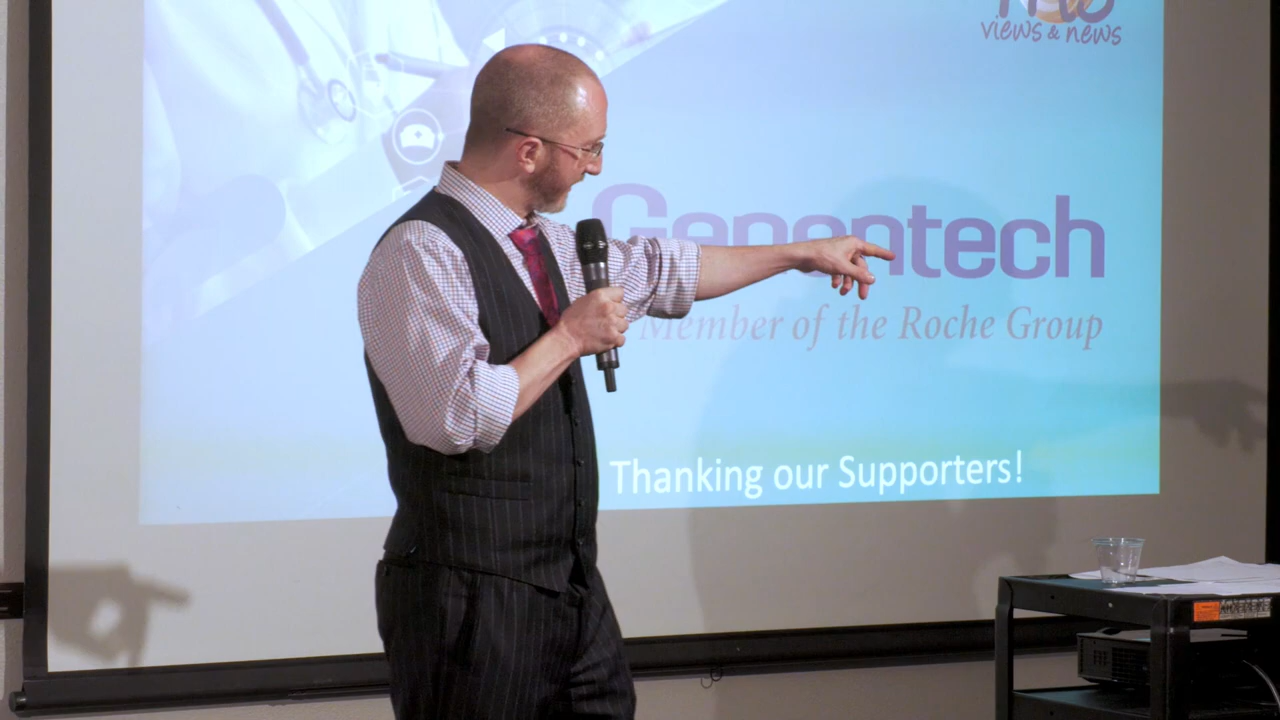 views & news
Genentech
Member of the Roche Group
Thanking our Supporters!